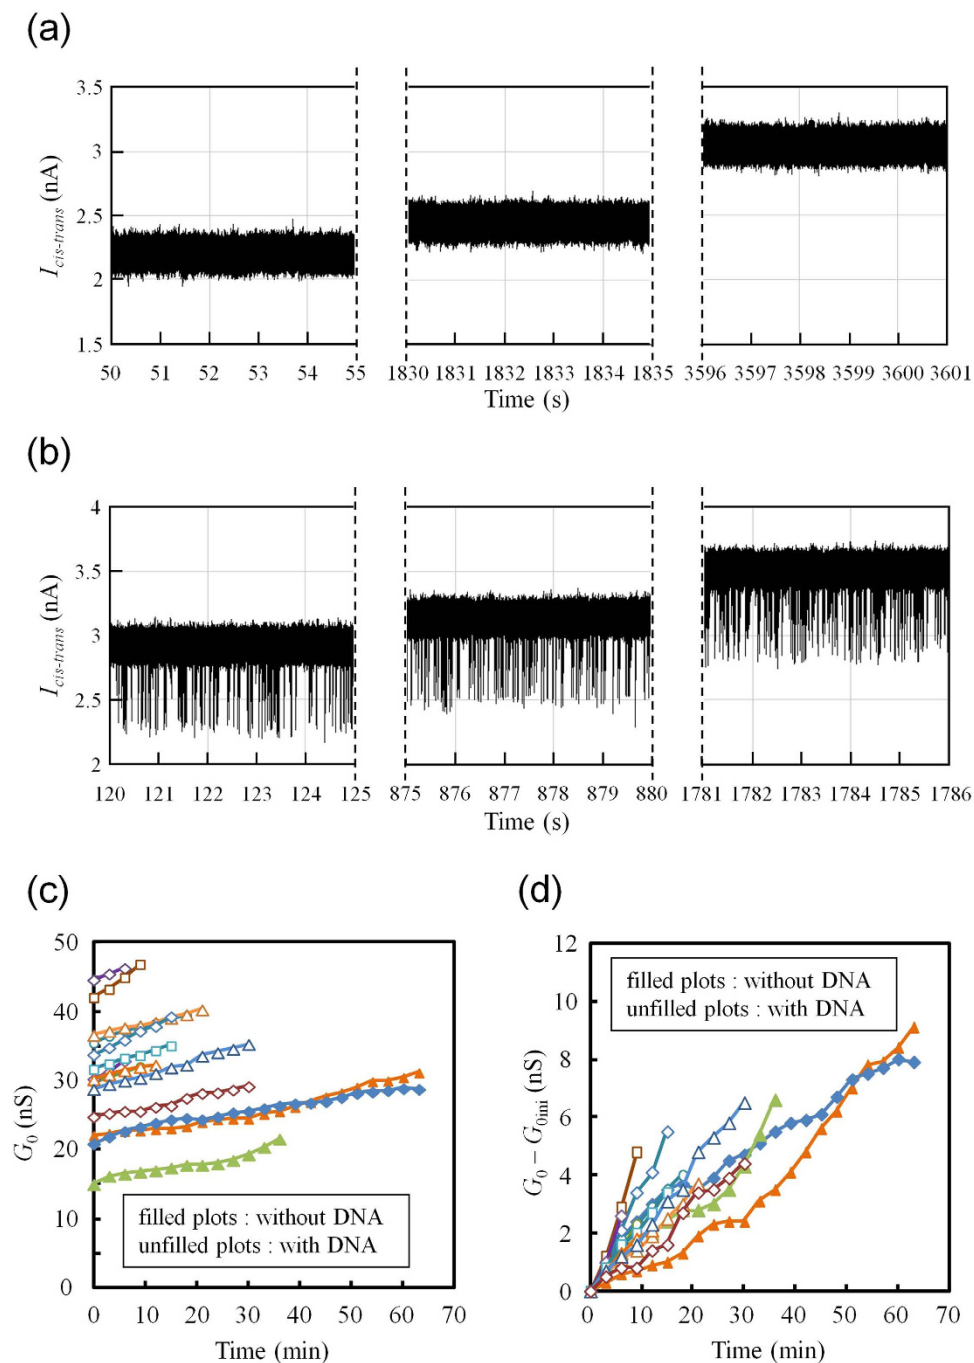 (a)
3.5
3
2.5
2
1.5
I cis-trans (nA)
50 51 52 53 54 55 1830 1831 1832 1833 1834 1835 3596 3597 3598 3599 3600 3601
Time (s)
(b)
4
3.5
3
2.5
2
I cis-trans (nA)
120 121 122 123 124 125 875 876 877 878 879 880 1781 1782 1783 1784 1785 1786
Time (s)
(c)
50
40
30
20
10
0
G0 (nS)
filled plots : without DNA
unfilled plots : with DNA
0 10 20 30 40 50 60 70
Time (min)
(d)
12
10
8
6
4
2
0
G0 – G0ini (nS)
filled plots : without DNA
unfilled plots : with DNA
0 10 20 30 40 50 60 70
Time (min)